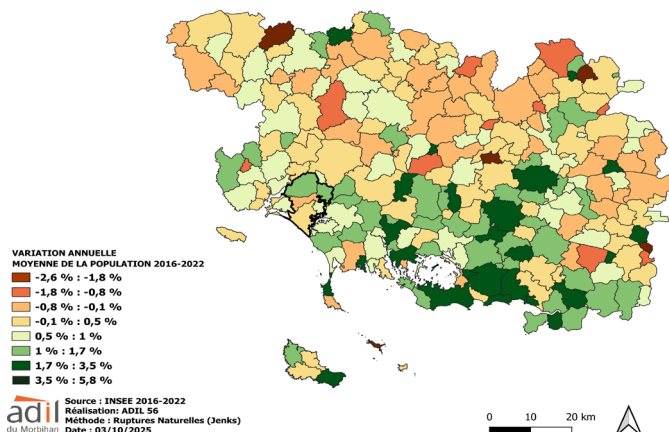 VARIATION ANNUELLE
MOYENNE DE LA POPULATION 2016-2022
-2,6 % : -1,8 %
-1,8 % : -0,8 %
-0,8 % : -0,1 %
-0,1 % : 0,5 %
0,5 % : 1 %
1 % : 1,7 %
1,7 % : 3,5 %
3,5 % : 5,8 %
adil
du Morbihan
Source : INSEE 2016-2022
Réalisation: ADIL 56
Méthode : Ruptures Naturelles (Jenks)
Date : 03/10/2025
0 10 20 km